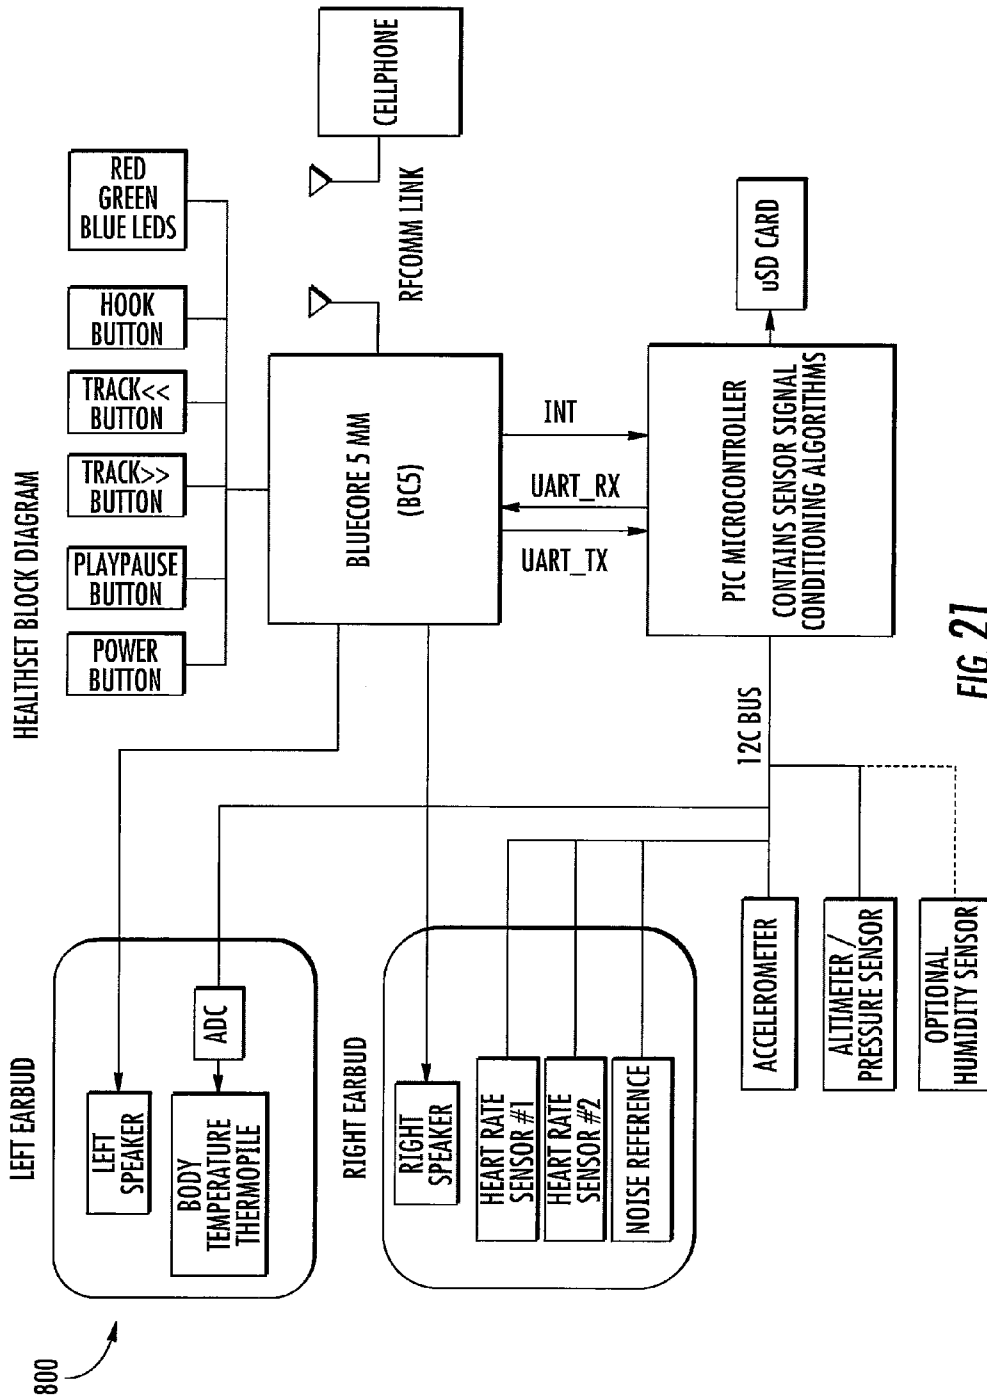 HEALTHSET BLOCK DIAGRAM
800
LEFT EARBUD
LEFT
SPEAKER
BODY
TEMPERATURE
THERMOPILE
ADC
RIGHT EARBUD
RIGHT
SPEAKER
HEART RATE
SENSOR #1
HEART RATE
SENSOR #2
NOISE REFERENCE
POWER
BUTTON
PLAYPAUSE
BUTTON
TRACK>>
BUTTON
TRACK<<
BUTTON
HOOK
BUTTON
RED
GREEN
BLUE LEDS
BLUECORE 5 MM
(BC5)
RFCOMM LINK
CELLPHONE
UART_TX
UART_RX
INT
PIC MICROCONTROLLER
CONTAINS SENSOR SIGNAL
CONDITIONING ALGORITHMS
uSD CARD
12C BUS
ACCELEROMETER
ALTIMETER/
PRESSURE SENSOR
OPTIONAL
HUMIDITY SENSOR
FIG. 21